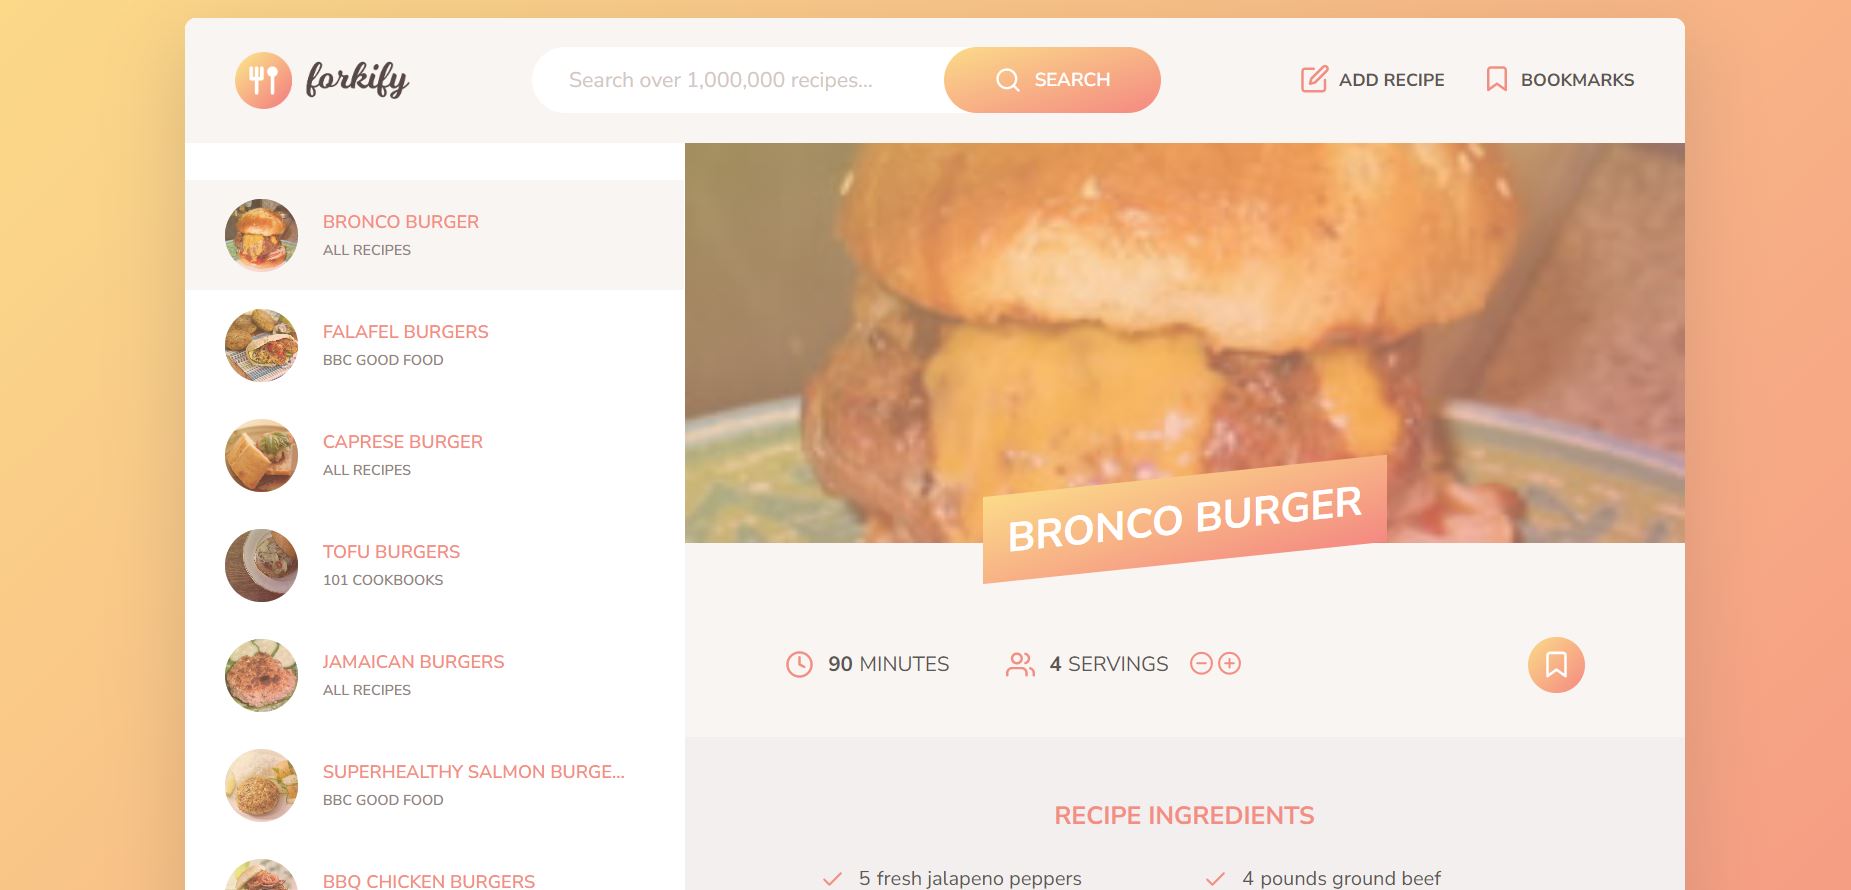 forkify
Search over 1,000,000 recipes...
SEARCH
ADD RECIPE
BOOKMARKS
BRONCO BURGER
ALL RECIPES
FALAFEL BURGERS
BBC GOOD FOOD
CAPRESE BURGER
ALL RECIPES
TOFU BURGERS
101 COOKBOOKS
JAMAICAN BURGERS
ALL RECIPES
SUPERHEALTHY SALMON BURGE...
BBC GOOD FOOD
BBQ CHICKEN BURGERS
BRONCO BURGER
90 MINUTES
4 SERVINGS
RECIPE INGREDIENTS
5 fresh jalapeno peppers
4 pounds ground beef